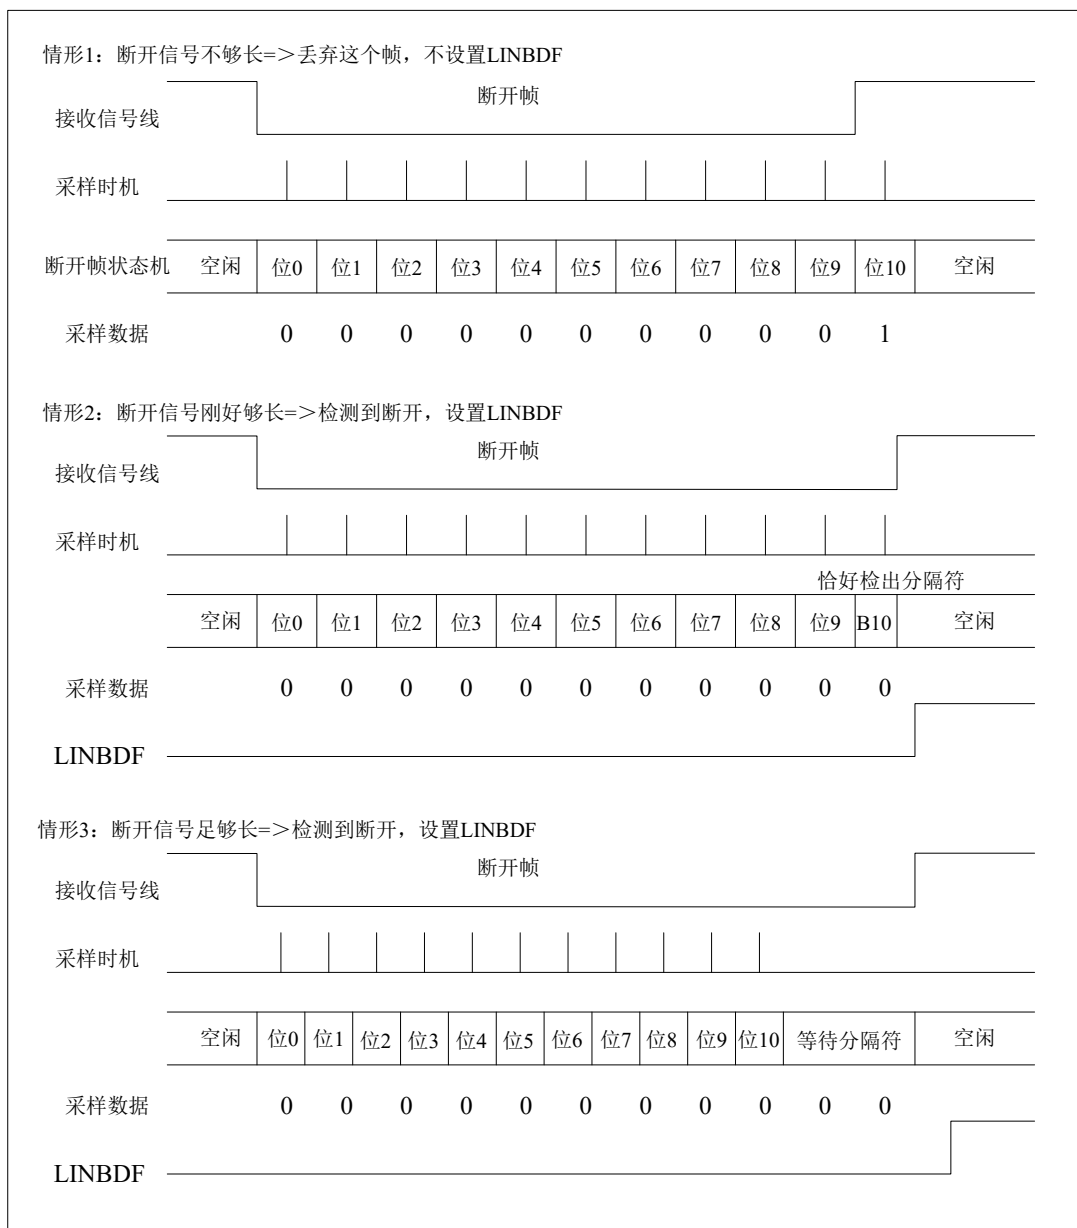 情形1：断开信号不够长=＞丢弃这个帧，不设置LINBDF
断开帧
接收信号线
采样时机
断开帧状态机 空闲 位0 位1 位2 位3 位4 位5 位6 位7 位8 位9 位10 空闲
采样数据 0 0 0 0 0 0 0 0 0 0 1
情形2：断开信号刚好够长=＞检测到断开，设置LINBDF
断开帧
接收信号线
采样时机
恰好检出分隔符
空闲 位0 位1 位2 位3 位4 位5 位6 位7 位8 位9 B10 空闲
采样数据 0 0 0 0 0 0 0 0 0 0 0
LINBDF
情形3：断开信号足够长=＞检测到断开，设置LINBDF
断开帧
接收信号线
采样时机
空闲 位0 位1 位2 位3 位4 位5 位6 位7 位8 位9 位10 等待分隔符 空闲
采样数据 0 0 0 0 0 0 0 0 0 0 0
LINBDF